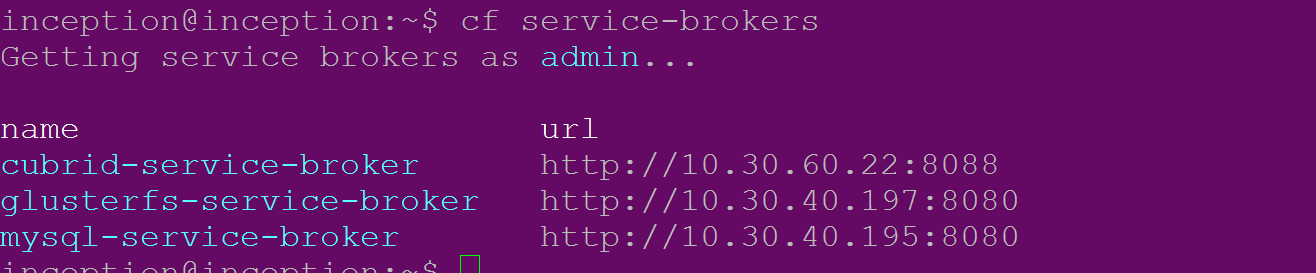 inception@inception:~$ cf service-brokers
Getting service brokers as admin...
name url
cubrid-service-broker http://10.30.60.22:8088
glusterfs-service-broker http://10.30.40.197:8080
mysql-service-broker http://10.30.40.195:8080
inception@inception:~$